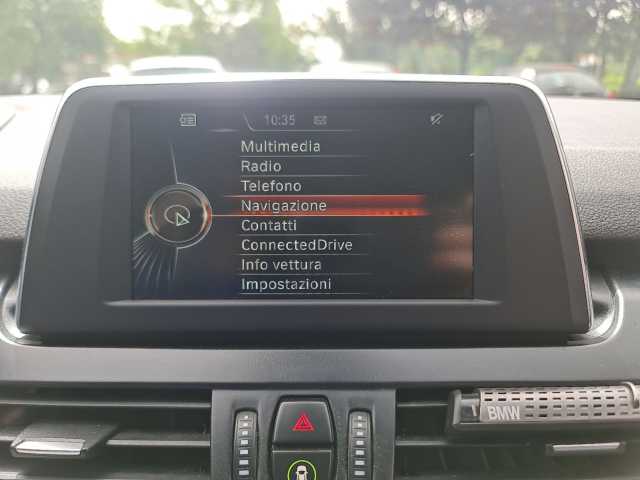 10:35
Multimedia
Radio
Telefono
Navigazione
Contatti
ConnectedDrive
Info vettura
Impostazioni
BMW